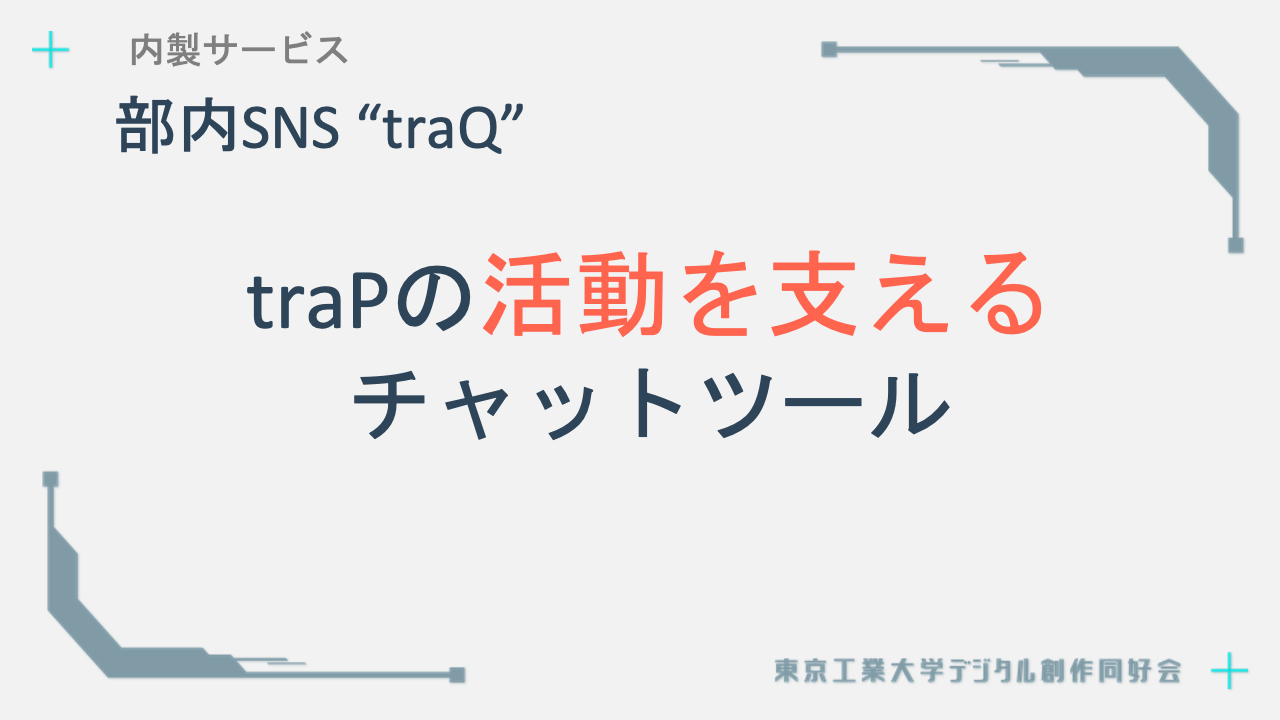 内製サービス
部内SNS “traQ”
traPの活動を支える
チャットツール
東京工業大学デジタル創作同好会